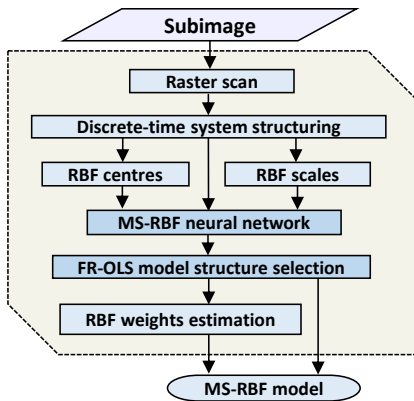 Subimage
Raster scan
Discrete-time system structuring
RBF centres
RBF scales
MS-RBF neural network
FR-OLS model structure selection
RBF weights estimation
MS-RBF model